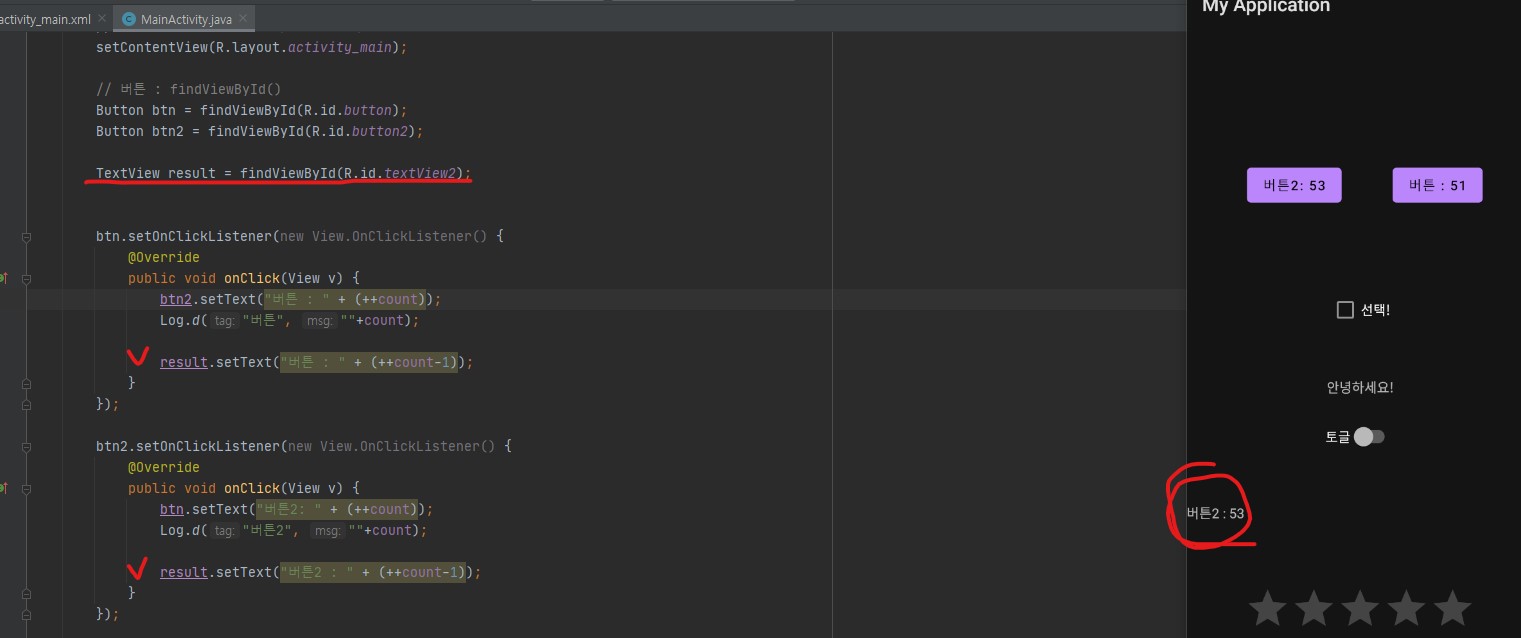 activity_main.xml
MainActivity.java
My Application
setContentView(R.layout.activity_main);
// 버튼 : findViewById()
Button btn = findViewById(R.id.button);
Button btn2 = findViewById(R.id.button2);
TextView result = findViewById(R.id.textView2);
btn.setOnClickListener(new View.OnClickListener() {
@Override
public void onClick(View v) {
btn2.setText("버튼 : " + (++count));
Log.d( tag: "버튼", msg: ""+count);
result.setText("버튼 : " + (++count-1));
}
});
btn2.setOnClickListener(new View.OnClickListener() {
@Override
public void onClick(View v) {
btn.setText("버튼2: " + (++count));
Log.d( tag: "버튼2", msg: ""+count);
result.setText("버튼2 : " + (++count-1));
}
});
버튼2: 53
버튼 : 51
선택!
안녕하세요!
토글
버튼2 : 53